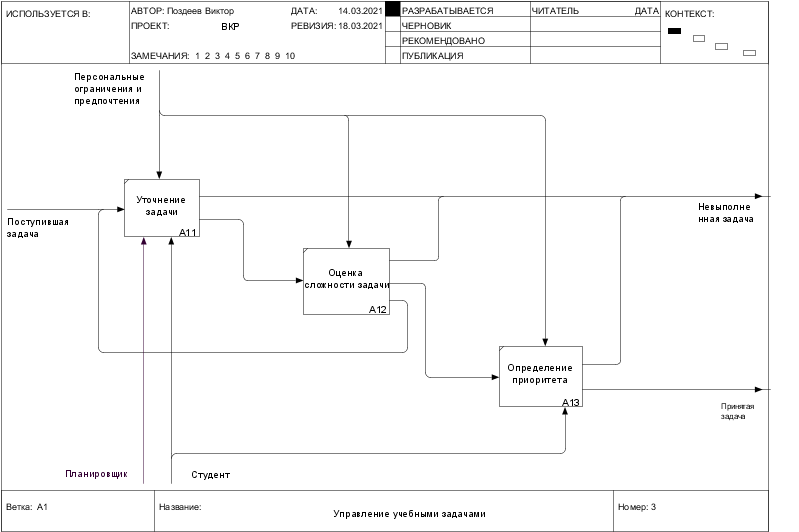 ИСПОЛЬЗУЕТСЯ В:
АВТОР: Поздеев Виктор
ДАТА: 14.03.2021
РАЗРАБАТЫВАЕТСЯ
ЧИТАТЕЛЬ
ДАТА
КОНТЕКСТ:
ПРОЕКТ: ВКР
РЕВИЗИЯ: 18.03.2021
ЧЕРНОВИК
РЕКОМЕНДОВАНО
ЗАМЕЧАНИЯ: 1 2 3 4 5 6 7 8 9 10
ПУБЛИКАЦИЯ
Персональные
ограничения и
предпочтения
Уточнение
задачи
A11
Поступившая
задача
Невыполне
нная задача
Оценка
сложности задачи
A12
Определение
приоритета
A13
Принятая
задача
Планировщик
Студент
Ветка: A1
Название:
Управление учебными задачами
Номер: 3